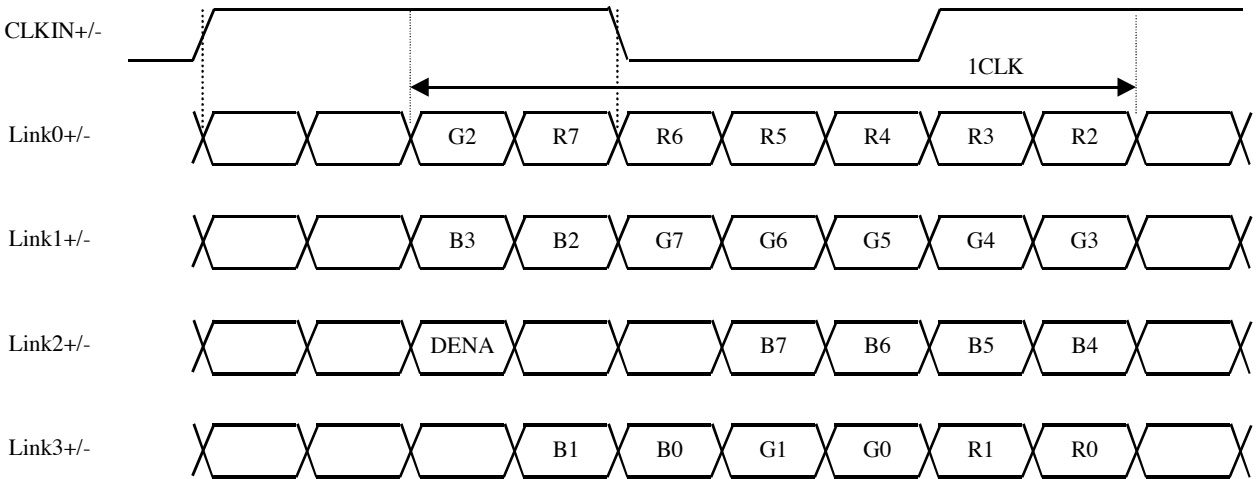 CLKIN+/-
1CLK
Link0+/- G2 R7 R6 R5 R4 R3 R2
Link1+/- B3 B2 G7 G6 G5 G4 G3
Link2+/- DENA B7 B6 B5 B4
Link3+/- B1 B0 G1 G0 R1 R0